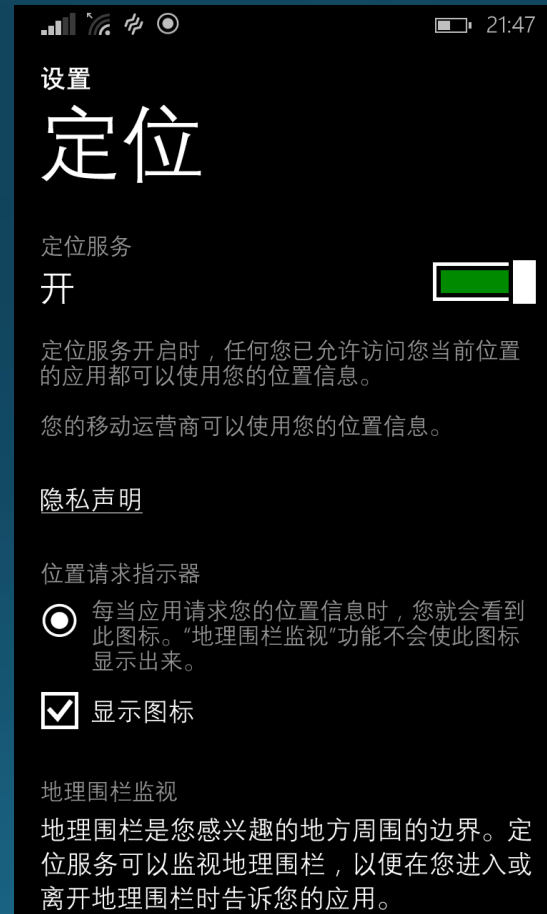 21:47
设置
定位
定位服务
开
定位服务开启时，任何您已允许访问您当前位置
的应用都可以使用您的位置信息。
您的移动运营商可以使用您的位置信息。
隐私声明
位置请求指示器
每当应用请求您的位置信息时，您就会看到
此图标。“地理围栏监视”功能不会使此图标
显示出来。
显示图标
地理围栏监视
地理围栏是您感兴趣的地方周围的边界。定
位服务可以监视地理围栏，以便在您进入或
离开地理围栏时告诉您的应用。